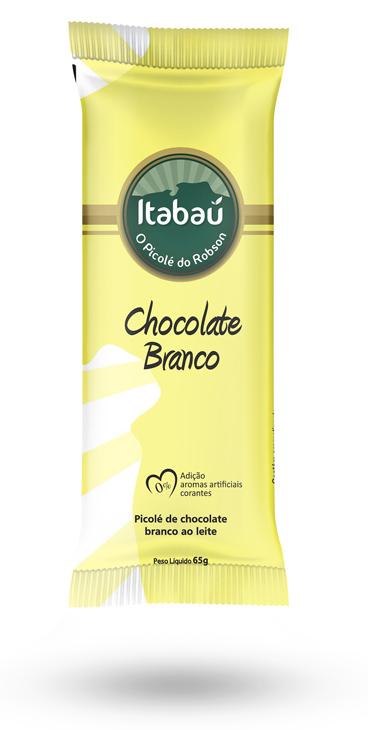 Itabaú
O Picolé do Robson
Chocolate
Branco
0%
Adição
aromas artificiais
corantes
Picolé de chocolate
branco ao leite
Peso Líquido 65g